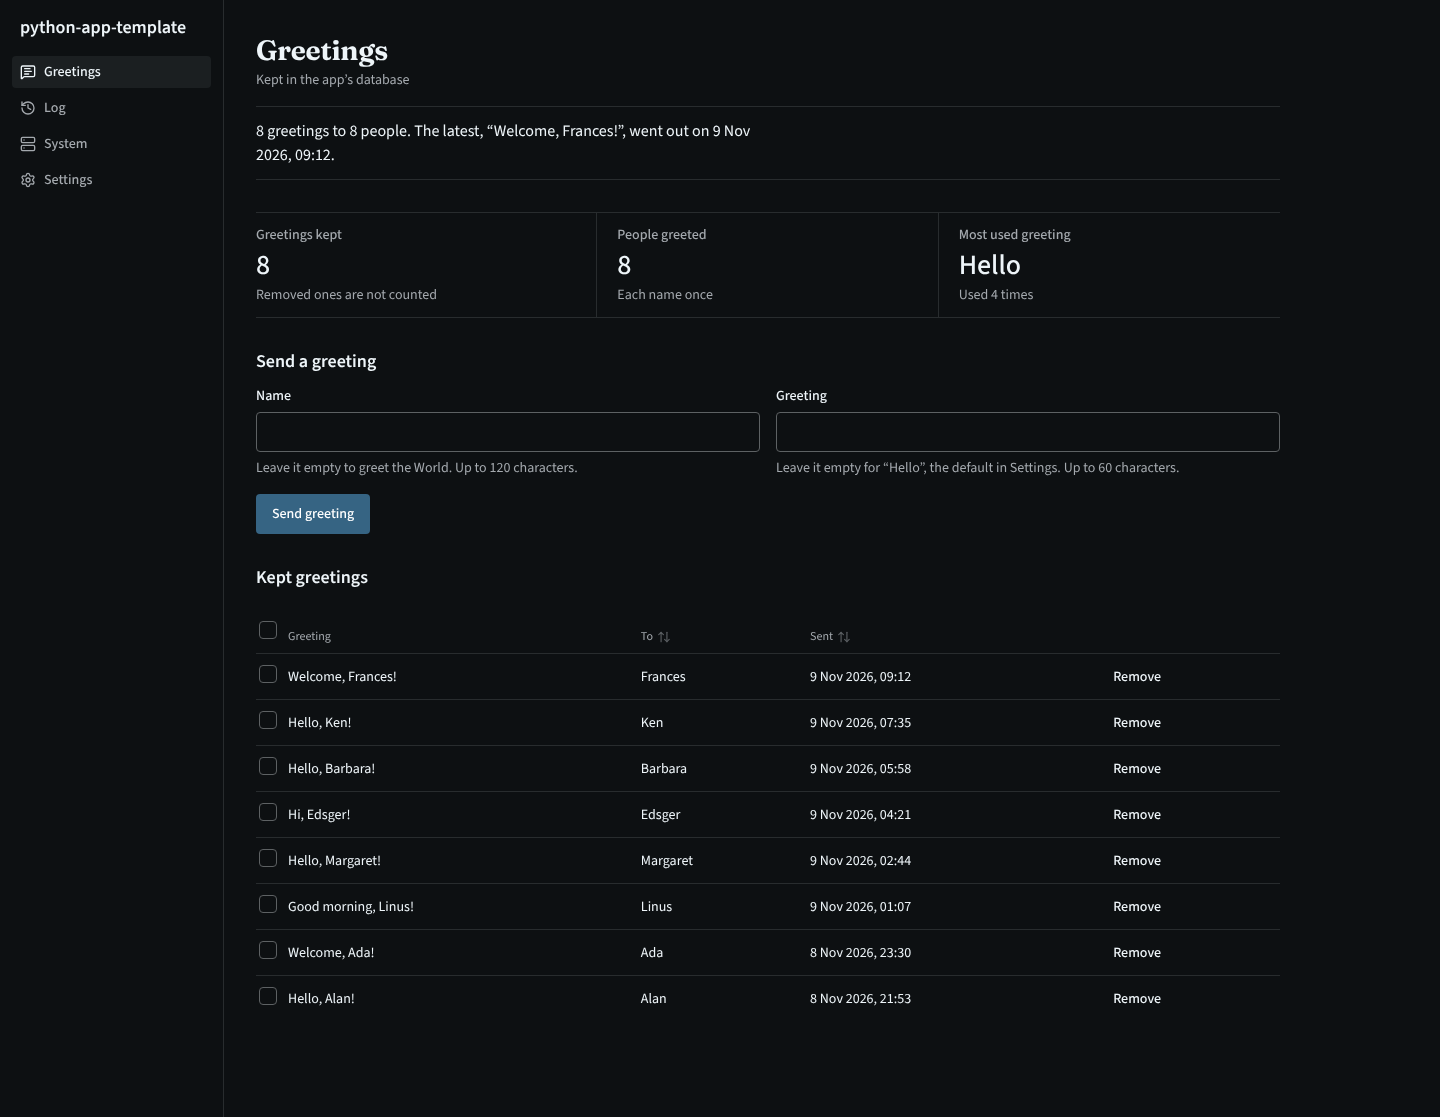 python-app-template
Greetings
Log
System
Settings
Greetings
Kept in the app’s database
8 greetings to 8 people. The latest, “Welcome, Frances!”, went out on 9 Nov
2026, 09:12.
Greetings kept
8
Removed ones are not counted
People greeted
8
Each name once
Most used greeting
Hello
Used 4 times
Send a greeting
Name
Leave it empty to greet the World. Up to 120 characters.
Greeting
Leave it empty for “Hello”, the default in Settings. Up to 60 characters.
Send greeting
Kept greetings
Greeting To Sent
Welcome, Frances! Frances 9 Nov 2026, 09:12 Remove
Hello, Ken! Ken 9 Nov 2026, 07:35 Remove
Hello, Barbara! Barbara 9 Nov 2026, 05:58 Remove
Hi, Edsger! Edsger 9 Nov 2026, 04:21 Remove
Hello, Margaret! Margaret 9 Nov 2026, 02:44 Remove
Good morning, Linus! Linus 9 Nov 2026, 01:07 Remove
Welcome, Ada! Ada 8 Nov 2026, 23:30 Remove
Hello, Alan! Alan 8 Nov 2026, 21:53 Remove